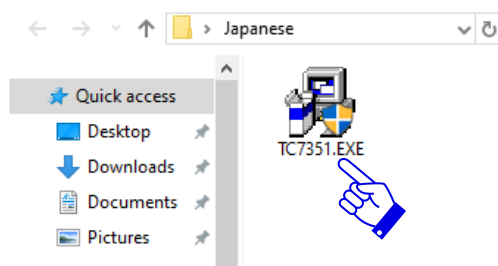 Japanese
Quick access
Desktop
Downloads
Documents
Pictures
TC7351.EXE